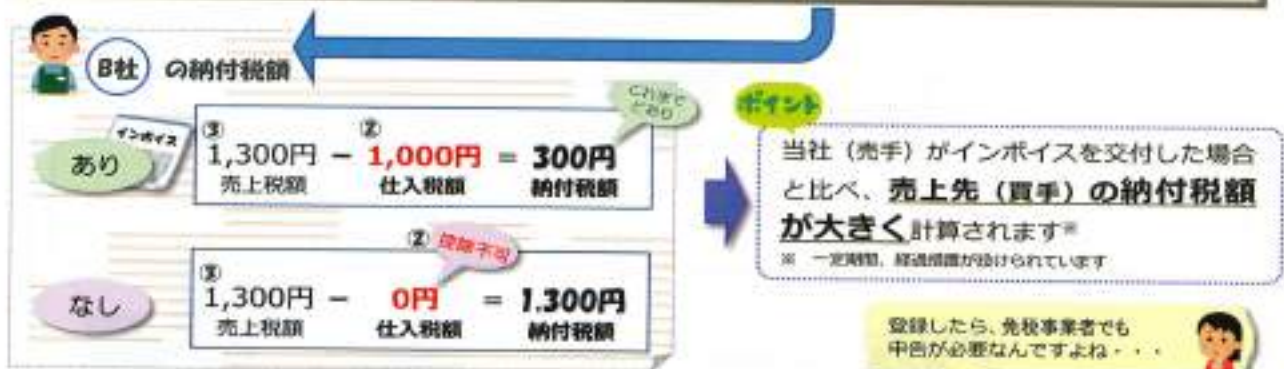 B社 の納付税額
これまで
どおり
インボイス
あり
③ ②
1,300円 － 1,000円 ＝ 300円
売上税額 仕入税額 納付税額
② 控除不可
なし
③
1,300円 － 0円 ＝ 1.300円
売上税額 仕入税額 納付税額
ポイント
当社（売手）がインボイスを交付した場合
と比べ、売上先（買手）の納付税額
が大きく計算されます※
※ 一定期間、経過措置が設けられています
登録したら、免税事業者でも
申告が必要なんですよね・・・